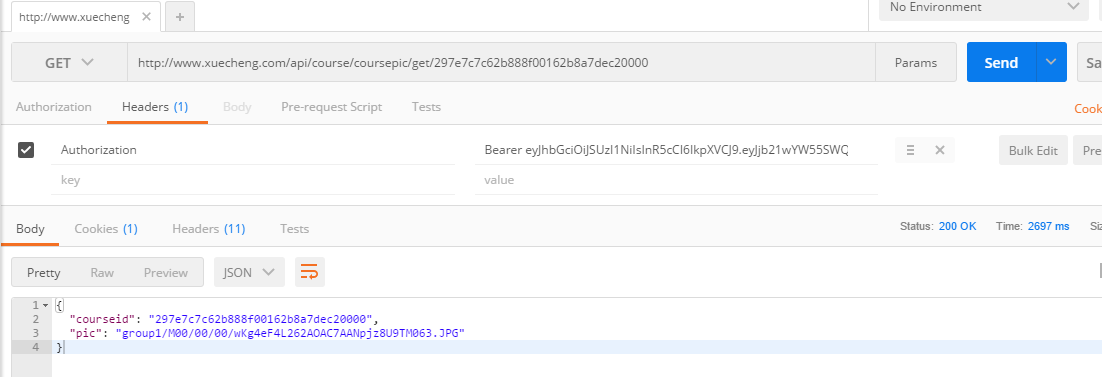 http://www.xuecheng
No Environment
GET http://www.xuecheng.com/api/course/coursepic/get/297e7c7c62b888f00162b8a7dec20000 Params Send Sa
Authorization Headers (1) Body Pre-request Script Tests Cook
Authorization Bearer eyJhbGciOiJSUzI1NiIsInR5cCI6IkpXVCJ9.eyJjb21wYW55SWQ Bulk Edit Pre
key value
Body Cookies (1) Headers (11) Tests Status: 200 OK Time: 2697 ms Siz
Pretty Raw Preview JSON
1 {
2 "courseid": "297e7c7c62b888f00162b8a7dec20000",
3 "pic": "group1/M00/00/00/wKg4eF4L262AOAC7AANpjz8U9TM063.JPG"
4 }